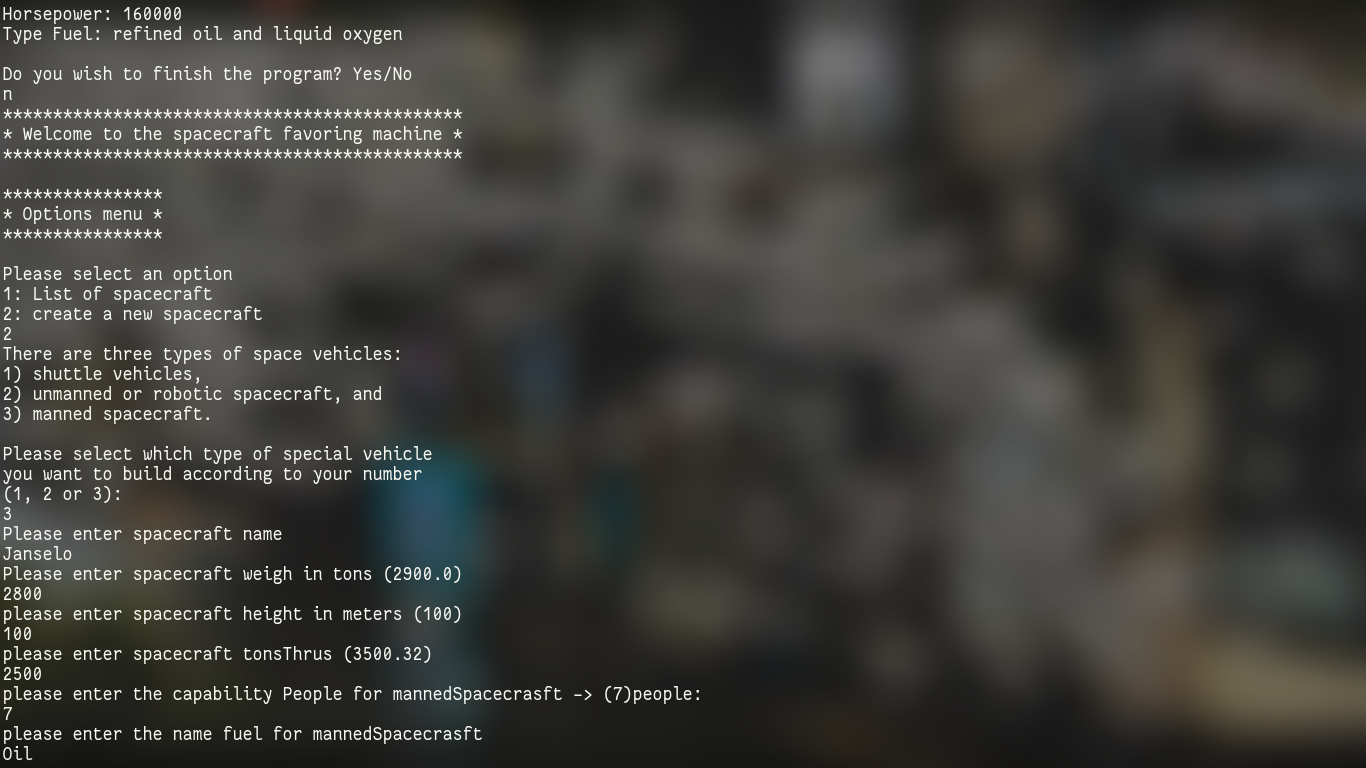 Horsepower: 160000
Type Fuel: refined oil and liquid oxygen
Do you wish to finish the program? Yes/No
n
**********************************************
* Welcome to the spacecraft favoring machine *
**********************************************
****************
* Options menu *
****************
Please select an option
1: List of spacecraft
2: create a new spacecraft
2
There are three types of space vehicles:
1) shuttle vehicles,
2) unmanned or robotic spacecraft, and
3) manned spacecraft.
Please select which type of special vehicle
you want to build according to your number
(1, 2 or 3):
3
Please enter spacecraft name
Janselo
Please enter spacecraft weigh in tons (2900.0)
2800
please enter spacecraft height in meters (100)
100
please enter spacecraft tonsThrus (3500.32)
2500
please enter the capability People for mannedSpacecrasft -> (7)people:
7
please enter the name fuel for mannedSpacecrasft
Oil